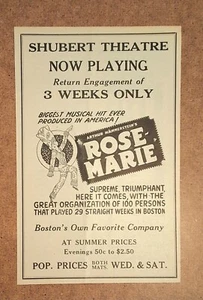 SHUBERT THEATRE
NOW PLAYING
Return Engagement of
3 WEEKS ONLY
BIGGEST MUSICAL HIT EVER
PRODUCED IN AMERICA!
ARTHUR HAMMERSTEIN'S
ROSE-
MARIE
SUPREME, TRIUMPHANT,
HERE IT COMES, WITH THE
GREAT ORGANIZATION OF 100 PERSONS
THAT PLAYED 29 STRAIGHT WEEKS IN BOSTON
Boston's Own Favorite Company
AT SUMMER PRICES
Evenings 50c to $2.50
POP. PRICES BOTH MATS. WED. & SAT.